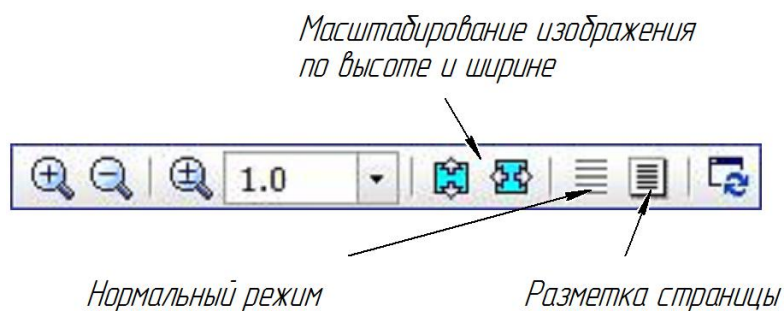 Масштабирование изображения
по высоте и ширине
1.0
Нормальный режим
Разметка страницы